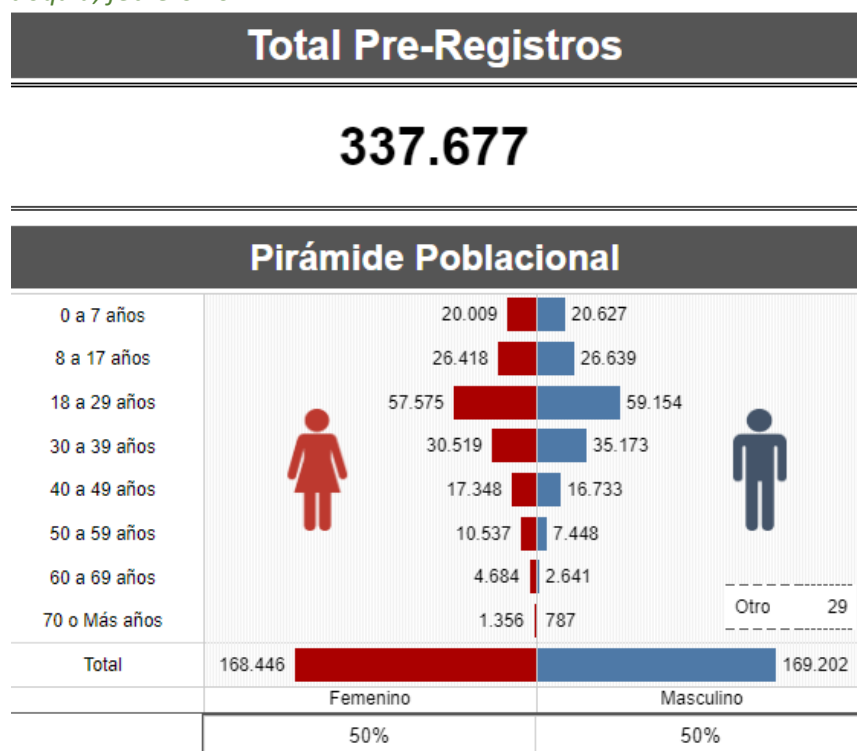 Total Pre-Registros
337.677
Pirámide Poblacional
0 a 7 años 20.009 20.627
8 a 17 años 26.418 26.639
18 a 29 años 57.575 59.154
30 a 39 años 30.519 35.173
40 a 49 años 17.348 16.733
50 a 59 años 10.537 7.448
60 a 69 años 4.684 2.641
70 o Más años 1.356 787 Otro 29
Total 168.446 169.202
Femenino Masculino
50% 50%